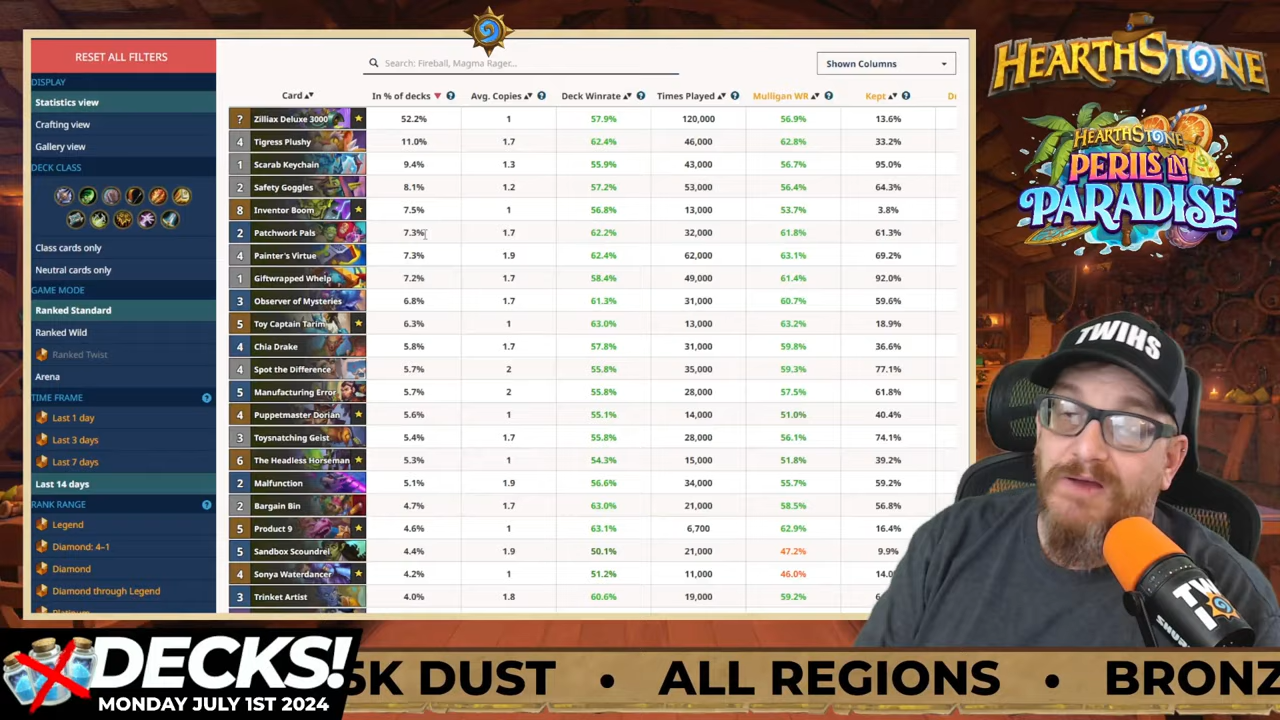 RESET ALL FILTERS
DISPLAY
Statistics view
Crafting view
Gallery view
DECK CLASS
Class cards only
Neutral cards only
GAME MODE
Ranked Standard
Ranked Wild
Ranked Twist
Arena
TIME FRAME
Last 1 day
Last 3 days
Last 7 days
Last 14 days
RANK RANGE
Legend
Diamond: 4–1
Diamond
Diamond through Legend
Platinum
Search: Fireball, Magma Rager...
Shown Columns
Card In % of decks Avg. Copies Deck Winrate Times Played Mulligan WR Kept
? Zilliax Deluxe 3000 52.2% 1 57.9% 120,000 56.9% 13.6%
4 Tigress Plushy 11.0% 1.7 62.4% 46,000 62.8% 33.2%
1 Scarab Keychain 9.4% 1.3 55.9% 43,000 56.7% 95.0%
2 Safety Goggles 8.1% 1.2 57.2% 53,000 56.4% 64.3%
8 Inventor Boom 7.5% 1 56.8% 13,000 53.7% 3.8%
2 Patchwork Pals 7.3% 1.7 62.2% 32,000 61.8% 61.3%
4 Painter's Virtue 7.3% 1.9 62.4% 62,000 63.1% 69.2%
1 Giftwrapped Whelp 7.2% 1.7 58.4% 49,000 61.4% 92.0%
3 Observer of Mysteries 6.8% 1.7 61.3% 31,000 60.7% 59.6%
5 Toy Captain Tarim 6.3% 1 63.0% 13,000 63.2% 18.9%
4 Chia Drake 5.8% 1.7 57.8% 31,000 59.8% 36.6%
4 Spot the Difference 5.7% 2 55.8% 35,000 59.3% 77.1%
5 Manufacturing Error 5.7% 2 55.8% 28,000 57.5% 61.8%
4 Puppetmaster Dorian 5.6% 1 55.1% 14,000 51.0% 40.4%
3 Toysnatching Geist 5.4% 1.7 55.8% 28,000 56.1% 74.1%
6 The Headless Horseman 5.3% 1 54.3% 15,000 51.8% 39.2%
2 Malfunction 5.1% 1.9 56.6% 34,000 55.7% 59.2%
2 Bargain Bin 4.7% 1.7 63.0% 21,000 58.5% 56.8%
5 Product 9 4.6% 1 63.1% 6,700 62.9% 16.4%
5 Sandbox Scoundrel 4.4% 1.9 50.1% 21,000 47.2% 9.9%
4 Sonya Waterdancer 4.2% 1 51.2% 11,000 46.0% 14.0
3 Trinket Artist 4.0% 1.8 60.6% 19,000 59.2%
HEARTHSTONE
HEARTHSTONE
PERILS IN
PARADISE
TWIHS
DECKS!
MONDAY JULY 1ST 2024
5K DUST • ALL REGIONS • BRONZ